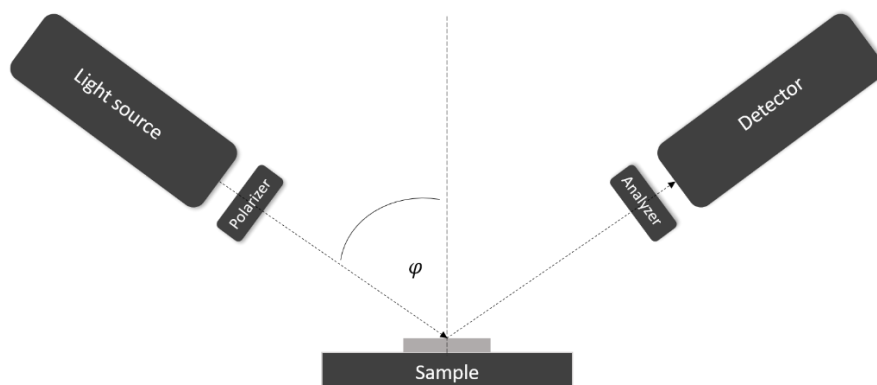 Light source
Polarizer
φ
Analyzer
Detector
Sample